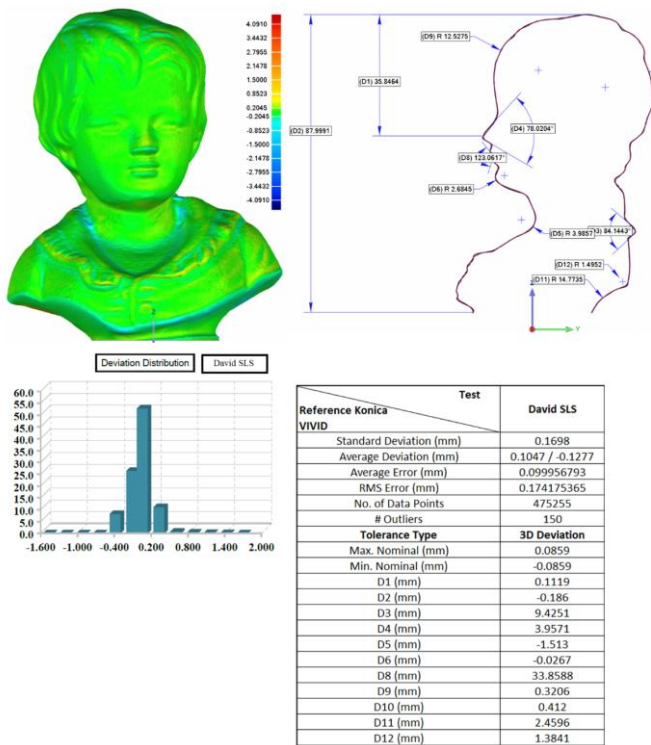 4.0910
3.4432
2.7955
2.1478
1.5000
0.8523
0.2045
-0.2045
-0.8523
-1.5000
-2.1478
-2.7955
-3.4432
-4.0910
Z
(D9) R 12.5275
(D1) 35.8464
(D2) 87.9991
(D4) 78.0204°
(D8) 123.0617°
(D6) R 2.6845
(D5) R 3.9857
D3) 84.1443°
(D12) R 1.4952
(D11) R 14.7735
Y
Deviation Distribution David SLS
60.0
55.0
50.0
45.0
40.0
35.0
30.0
25.0
20.0
15.0
10.0
5.0
0.0
-1.600 -1.000 -0.400 0.200 0.800 1.400 2.000
Test
Reference Konica
VIVID
David SLS
Standard Deviation (mm) 0.1698
Average Deviation (mm) 0.1047 / -0.1277
Average Error (mm) 0.099956793
RMS Error (mm) 0.174175365
No. of Data Points 475255
# Outliers 150
Tolerance Type 3D Deviation
Max. Nominal (mm) 0.0859
Min. Nominal (mm) -0.0859
D1 (mm) 0.1119
D2 (mm) -0.186
D3 (mm) 9.4251
D4 (mm) 3.9571
D5 (mm) -1.513
D6 (mm) -0.0267
D8 (mm) 33.8588
D9 (mm) 0.3206
D10 (mm) 0.412
D11 (mm) 2.4596
D12 (mm) 1.3841